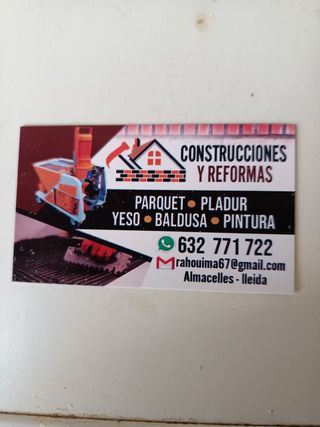 CONSTRUCCIONES
Y REFORMAS
PARQUET • PLADUR
YESO • BALDUSA • PINTURA
632 771 722
rahouima67@gmail.com
Almacelles - lleida